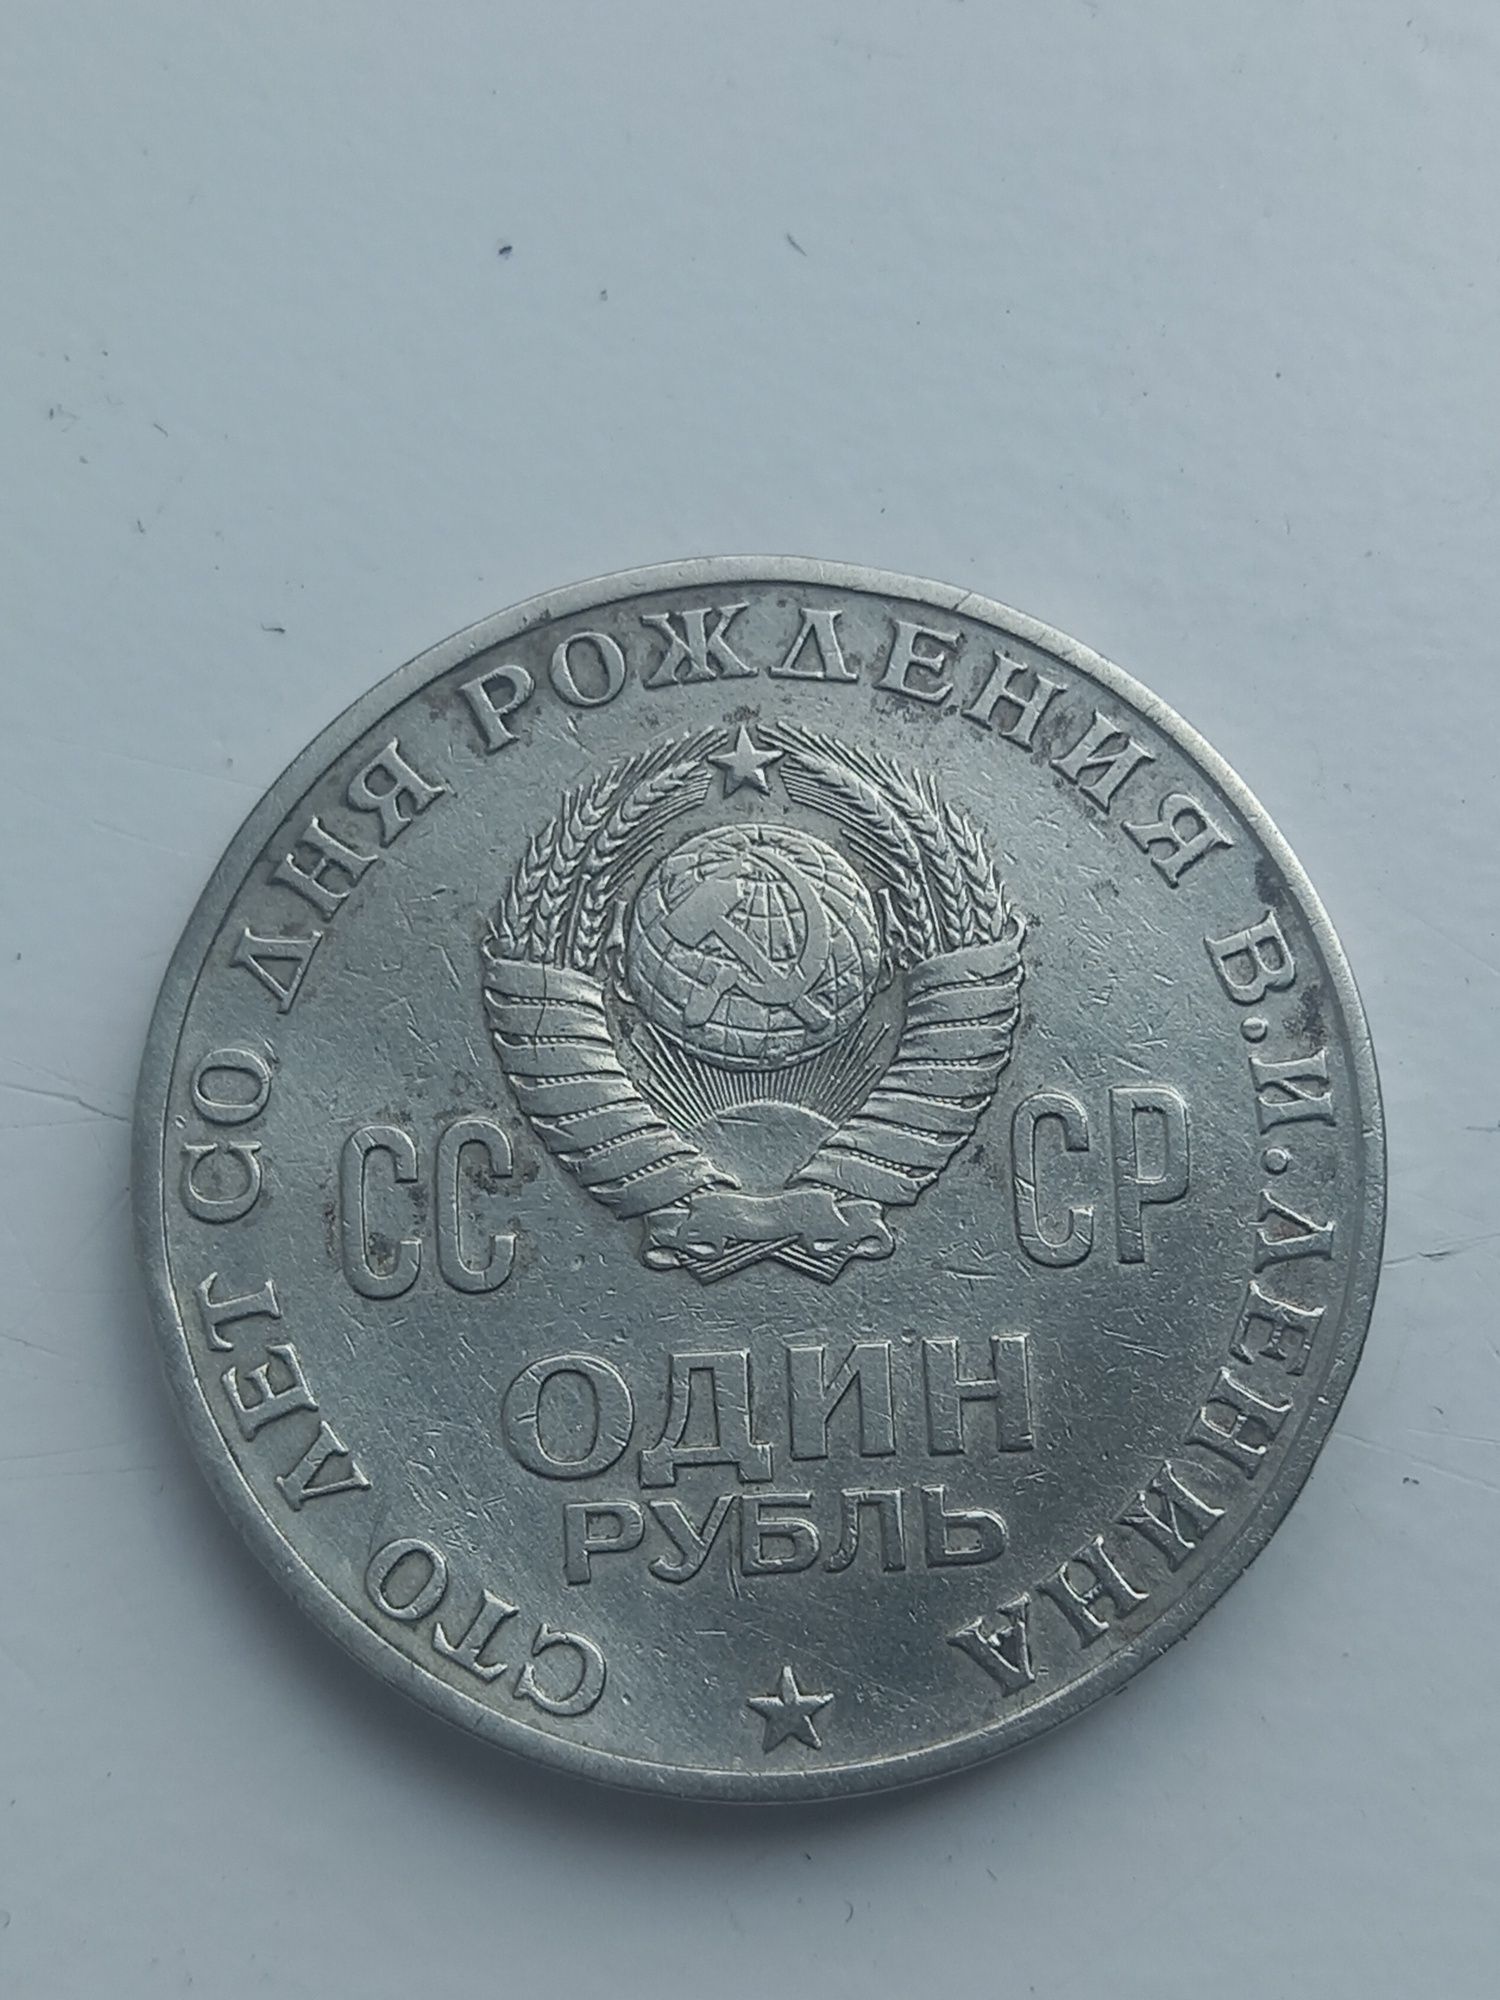 СТО ЛЕТ СО ДНЯ РОЖДЕНИЯ В.И.ЛЕНИНА
СС СР
ОДИН
РУБЛЬ